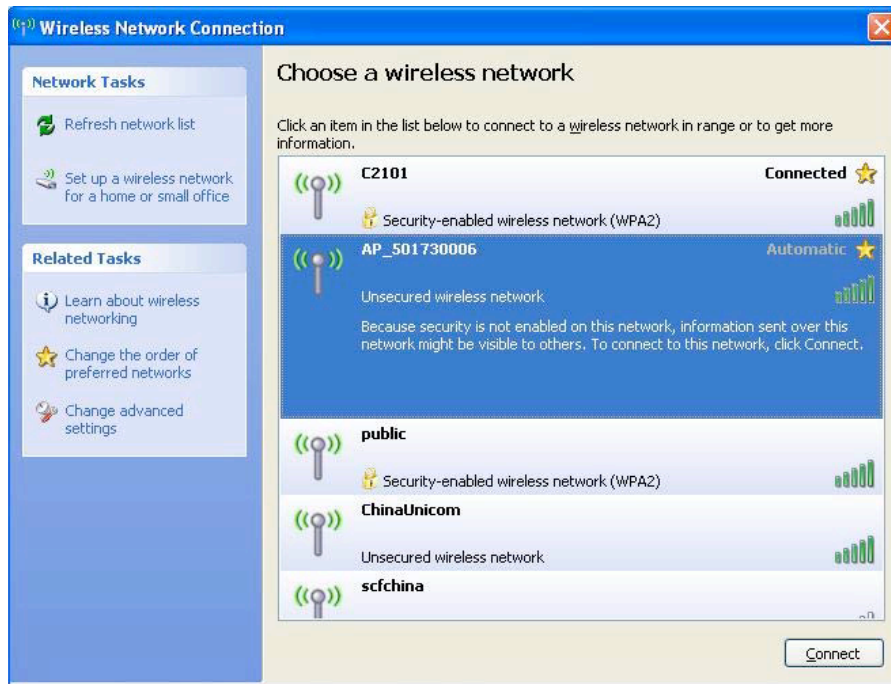 Wireless Network Connection
Network Tasks
Refresh network list
Set up a wireless network
for a home or small office
Related Tasks
Learn about wireless
networking
Change the order of
preferred networks
Change advanced
settings
Choose a wireless network
Click an item in the list below to connect to a wireless network in range or to get more
information.
C2101 Connected
Security-enabled wireless network (WPA2)
AP_501730006 Automatic
Unsecured wireless network
Because security is not enabled on this network, information sent over this
network might be visible to others. To connect to this network, click Connect.
public
Security-enabled wireless network (WPA2)
ChinaUnicom
Unsecured wireless network
scfchina
Connect